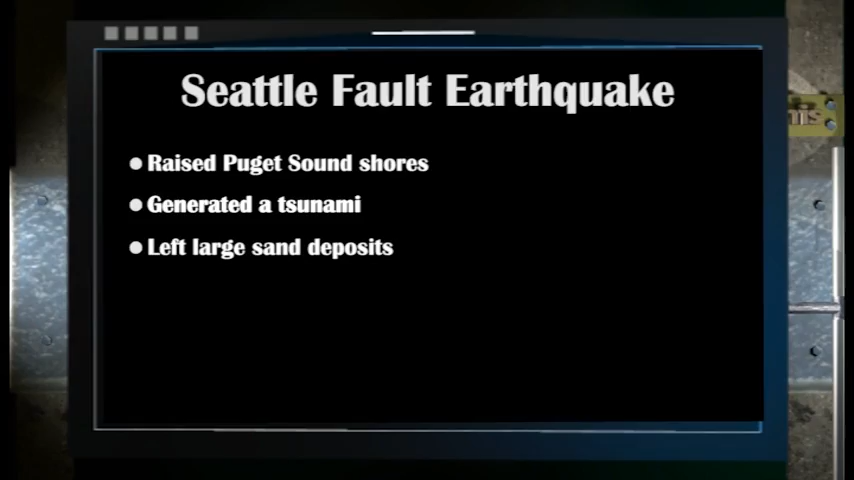 Seattle Fault Earthquake
● Raised Puget Sound shores
● Generated a tsunami
● Left large sand deposits